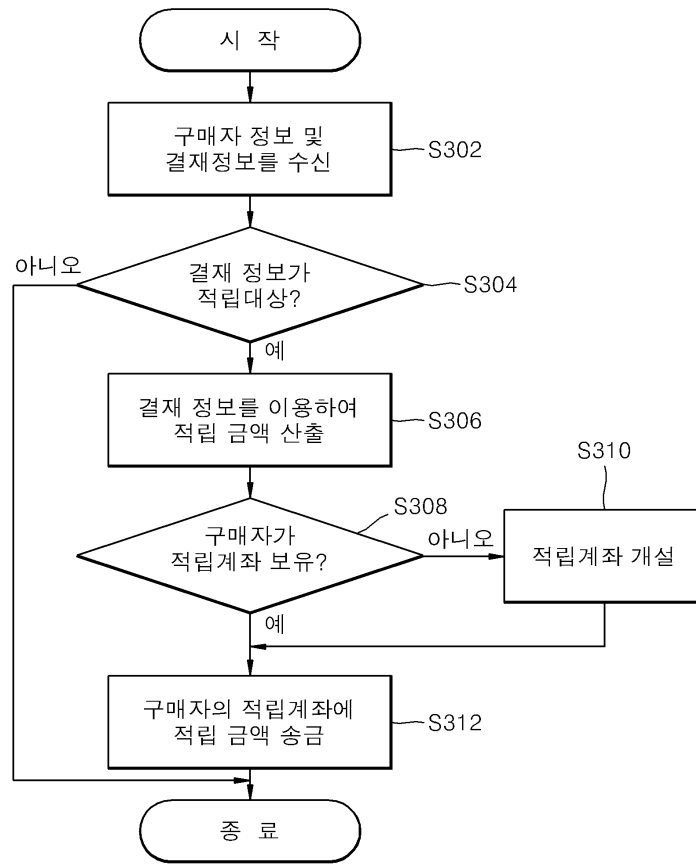 시 작
구매자 정보 및
결재정보를 수신
S302
아니오
결재 정보가
적립대상?
S304
예
결재 정보를 이용하여
적립 금액 산출
S306
S310
S308
구매자가
적립계좌 보유?
아니오
적립계좌 개설
예
구매자의 적립계좌에
적립 금액 송금
S312
종 료